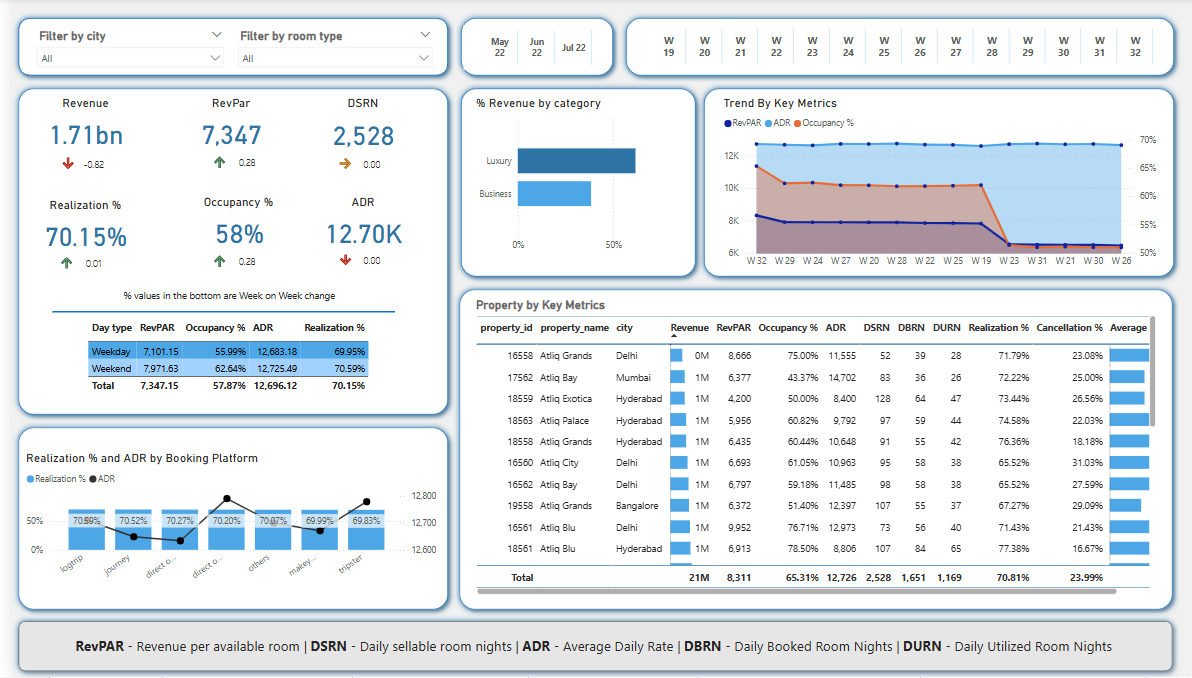 Filter by city
All
Filter by room type
All
May 22
Jun 22
Jul 22
W 19
W 20
W 21
W 22
W 23
W 24
W 25
W 26
W 27
W 28
W 29
W 30
W 31
W 32
Revenue RevPar DSRN
1.71bn 7,347 2,528
-0.82 0.28 0.00
Realization % Occupancy % ADR
70.15% 58% 12.70K
0.01 0.28 0.00
% values in the bottom are Week on Week change
Day type RevPAR Occupancy % ADR Realization %
Weekday 7,101.15 55.99% 12,683.18 69.95%
Weekend 7,971.63 62.64% 12,725.49 70.59%
Total 7,347.15 57.87% 12,696.12 70.15%
% Revenue by category
Luxury
Business
0% 50%
Trend By Key Metrics
RevPAR ADR Occupancy %
12K
10K
8K
6K
70%
65%
60%
55%
50%
W 32 W 29 W 24 W 27 W 20 W 28 W 22 W 25 W 19 W 23 W 31 W 21 W 30 W 26
Realization % and ADR by Booking Platform
Realization % ADR
50%
0%
70.59% 70.52% 70.27% 70.20% 70.07% 69.99% 69.83%
12,800
12,700
12,600
logtrip journey direct o... direct o... others makey... tripster
Property by Key Metrics
property_id property_name city Revenue RevPAR Occupancy % ADR DSRN DBRN DURN Realization % Cancellation % Average
16558 Atliq Grands Delhi 0M 8,666 75.00% 11,555 52 39 28 71.79% 23.08%
17562 Atliq Bay Mumbai 1M 6,377 43.37% 14,702 83 36 26 72.22% 25.00%
18559 Atliq Exotica Hyderabad 1M 4,200 50.00% 8,400 128 64 47 73.44% 26.56%
18563 Atliq Palace Hyderabad 1M 5,956 60.82% 9,792 97 59 44 74.58% 22.03%
18558 Atliq Grands Hyderabad 1M 6,435 60.44% 10,648 91 55 42 76.36% 18.18%
16560 Atliq City Delhi 1M 6,693 61.05% 10,963 95 58 38 65.52% 31.03%
16562 Atliq Bay Delhi 1M 6,797 59.18% 11,485 98 58 38 65.52% 27.59%
19558 Atliq Grands Bangalore 1M 6,372 51.40% 12,397 107 55 37 67.27% 29.09%
16561 Atliq Blu Delhi 1M 9,952 76.71% 12,973 73 56 40 71.43% 21.43%
18561 Atliq Blu Hyderabad 1M 6,913 78.50% 8,806 107 84 65 77.38% 16.67%
Total 21M 8,311 65.31% 12,726 2,528 1,651 1,169 70.81% 23.99%
RevPAR - Revenue per available room | DSRN - Daily sellable room nights | ADR - Average Daily Rate | DBRN - Daily Booked Room Nights | DURN - Daily Utilized Room Nights